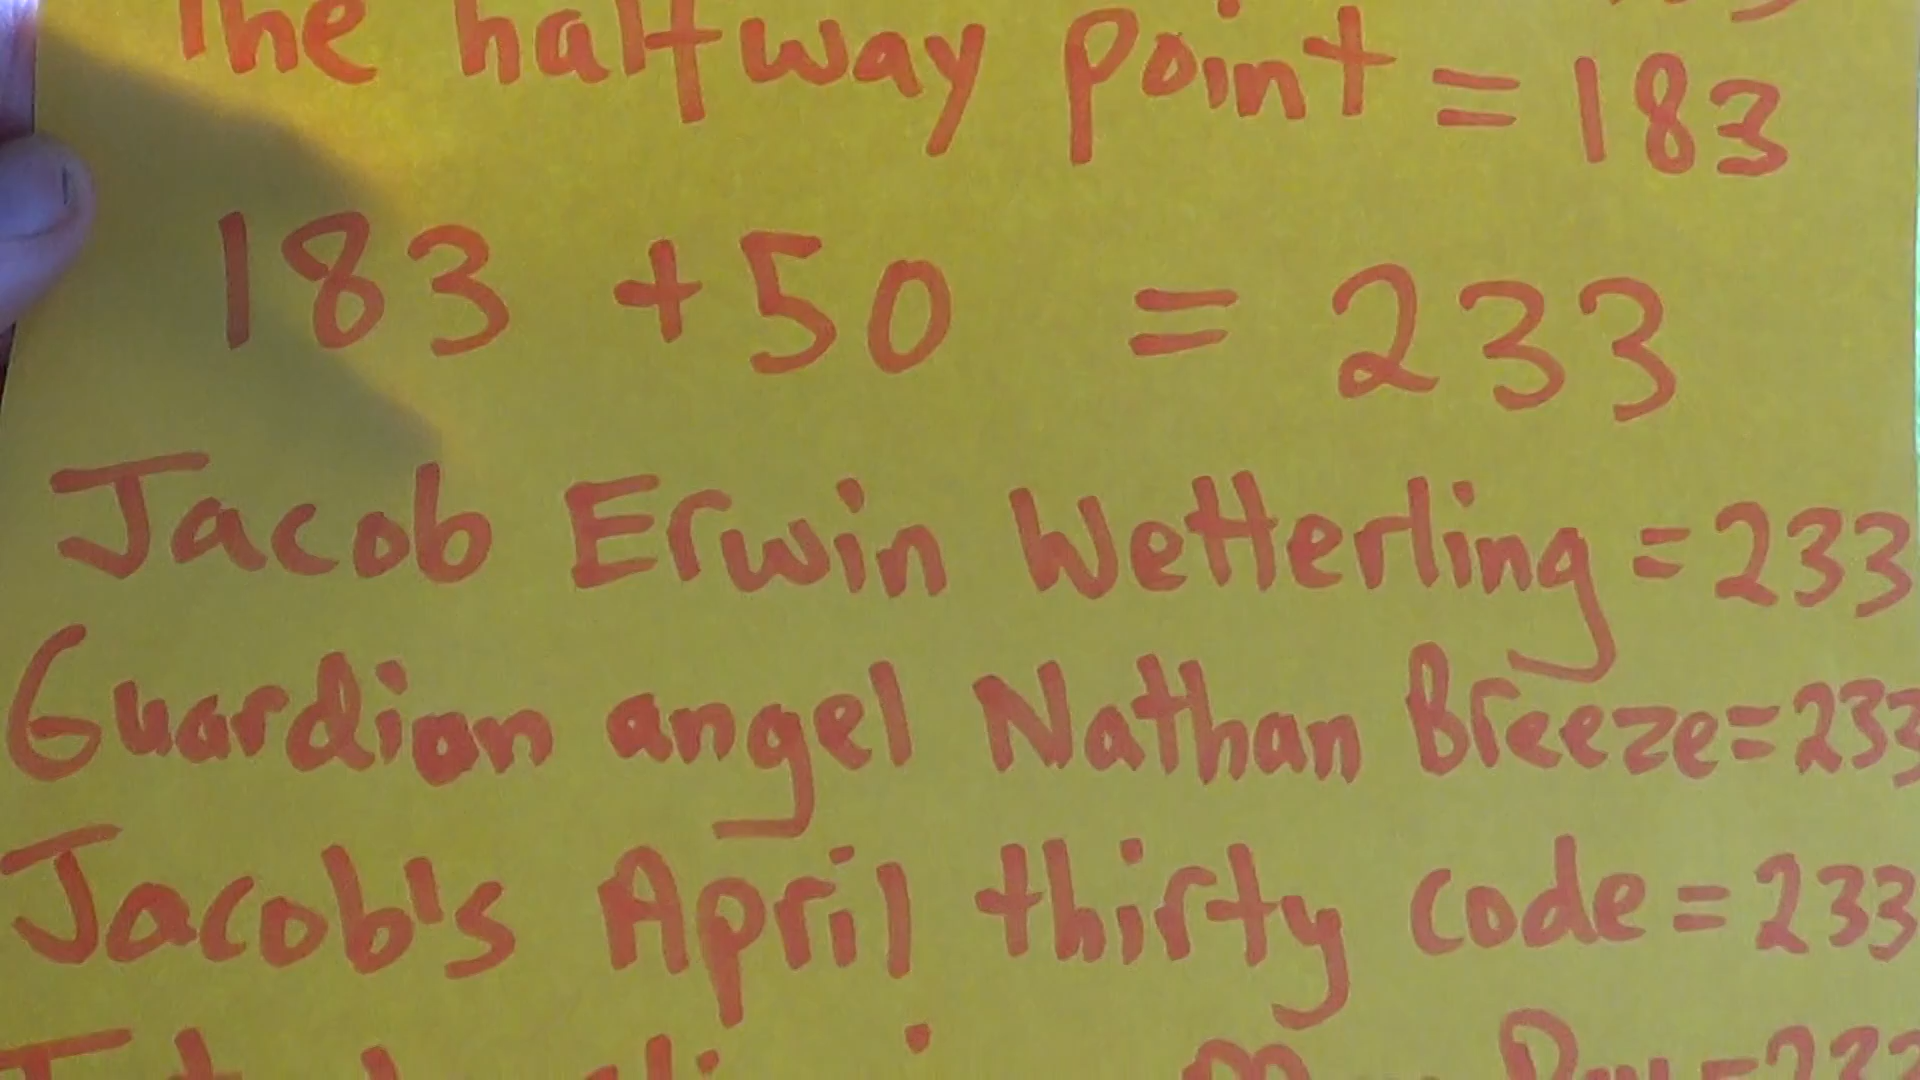 The halfway point = 183
183 + 50 = 233
Jacob Erwin Wetterling = 233
Guardian angel Nathan Breeze = 233
Jacob's April thirty code = 233